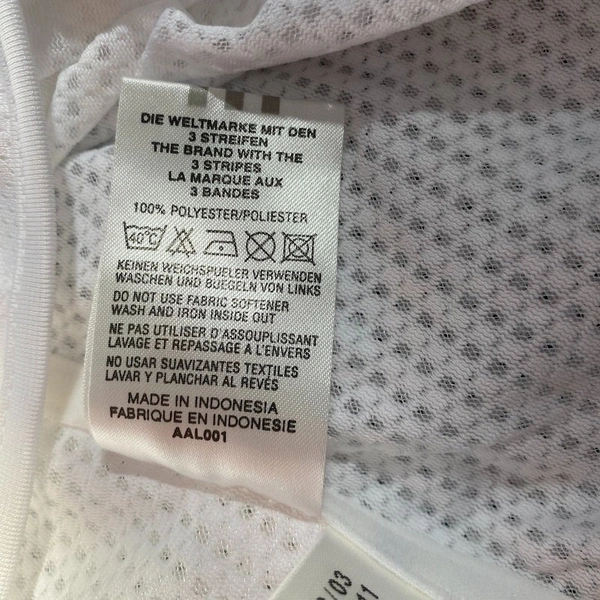 DIE WELTMARKE MIT DEN
3 STREIFEN
THE BRAND WITH THE
3 STRIPES
LA MARQUE AUX
3 BANDES
100% POLYESTER/POLIESTER
40°C
KEINEN WEICHSPUELER VERWENDEN
WASCHEN UND BUEGELN VON LINKS
DO NOT USE FABRIC SOFTENER
WASH AND IRON INSIDE OUT
NE PAS UTILISER D'ASSOUPLISSANT
LAVAGE ET REPASSAGE A L'ENVERS
NO USAR SUAVIZANTES TEXTILES
LAVAR Y PLANCHAR AL REVÉS
MADE IN INDONESIA
FABRIQUE EN INDONESIE
AAL001
/03
11